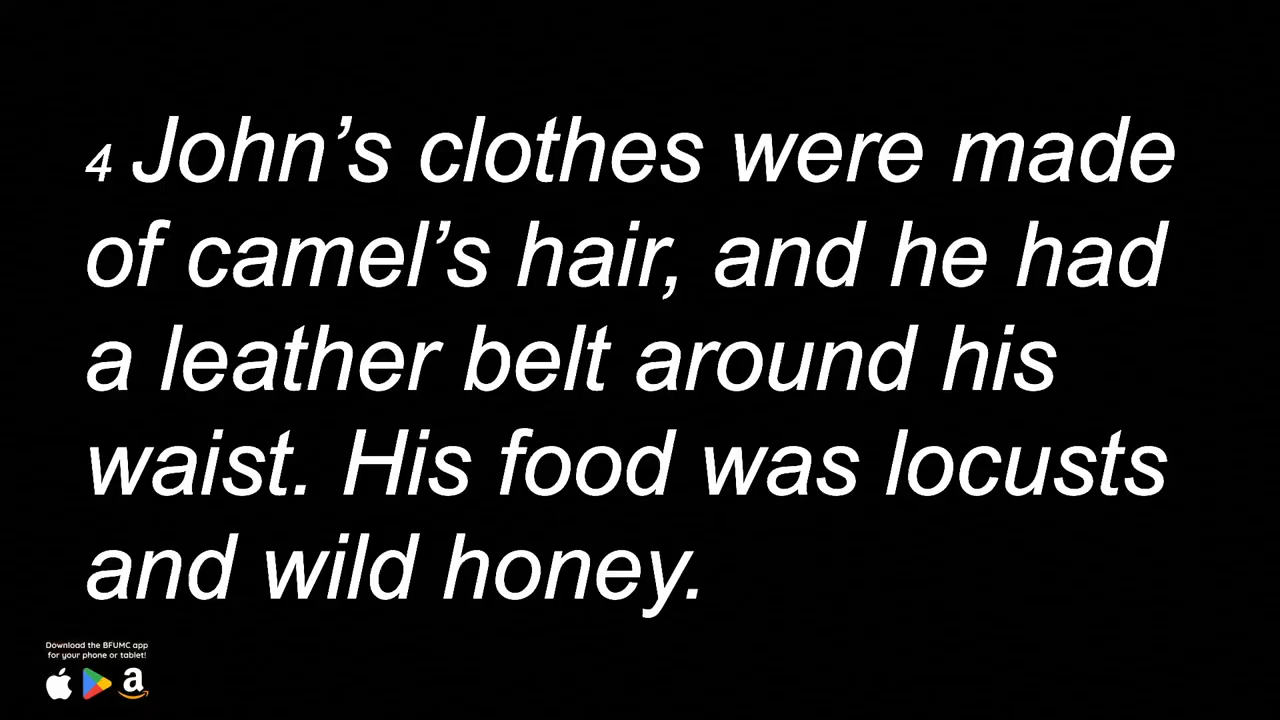 4 John’s clothes were made
of camel’s hair, and he had
a leather belt around his
waist. His food was locusts
and wild honey.
Download the BFUMC app
for your phone or tablet!
a